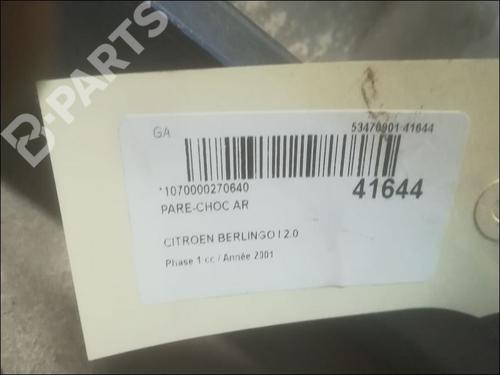 B-PARTS
GA
53470901 41644
*1070000270640
41644
PARE-CHOC AR
CITROEN BERLINGO I 2.0
Phase 1 cc / Année 2001